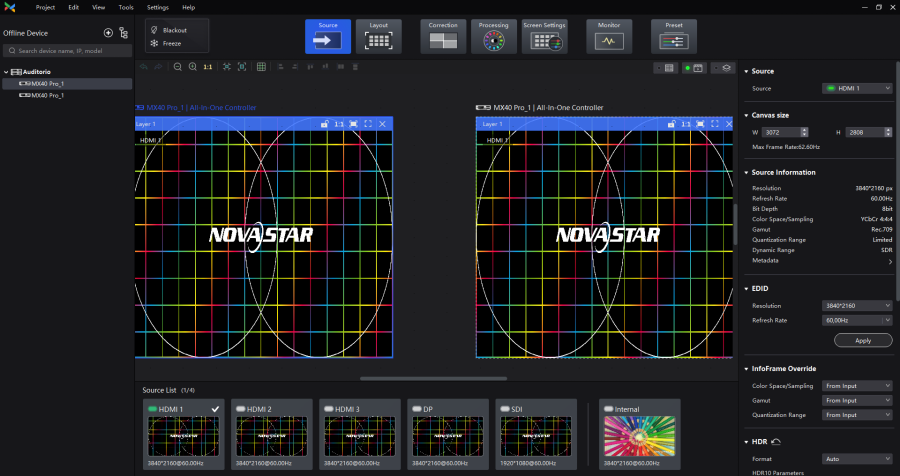 Project Edit View Tools Settings Help
Offline Device
Search device name, IP, model
Auditorio
MX40 Pro_1
MX40 Pro_1
Blackout
Freeze
Source
Layout
Correction
Processing
Screen Settings
Monitor
Preset
1:1
MX40 Pro_1 | All-In-One Controller
Layer 1
1:1
HDMI 1
NOVASTAR
MX40 Pro_1 | All-In-One Controller
Layer 1
1:1
HDMI 1
NOVASTAR
Source List (1/4)
HDMI 1
NOVASTAR
3840*2160@60.00Hz
HDMI 2
NOVASTAR
3840*2160@60.00Hz
HDMI 3
NOVASTAR
3840*2160@60.00Hz
DP
NOVASTAR
3840*2160@60.00Hz
SDI
NOVASTAR
1920*1080@60.00Hz
Internal
3840*2160@60.00Hz
Source
Source HDMI 1
Canvas size
W 3072 H 2808
Max Frame Rate:62.60Hz
Source Information
Resolution 3840*2160 px
Refresh Rate 60.00Hz
Bit Depth 8bit
Color Space/Sampling YCbCr 4:4:4
Gamut Rec.709
Quantization Range Limited
Dynamic Range SDR
Metadata
EDID
Resolution 3840*2160
Refresh Rate 60.00Hz
Apply
InfoFrame Override
Color Space/Sampling From Input
Gamut From Input
Quantization Range From Input
HDR
Format Auto
HDR10 Parameters